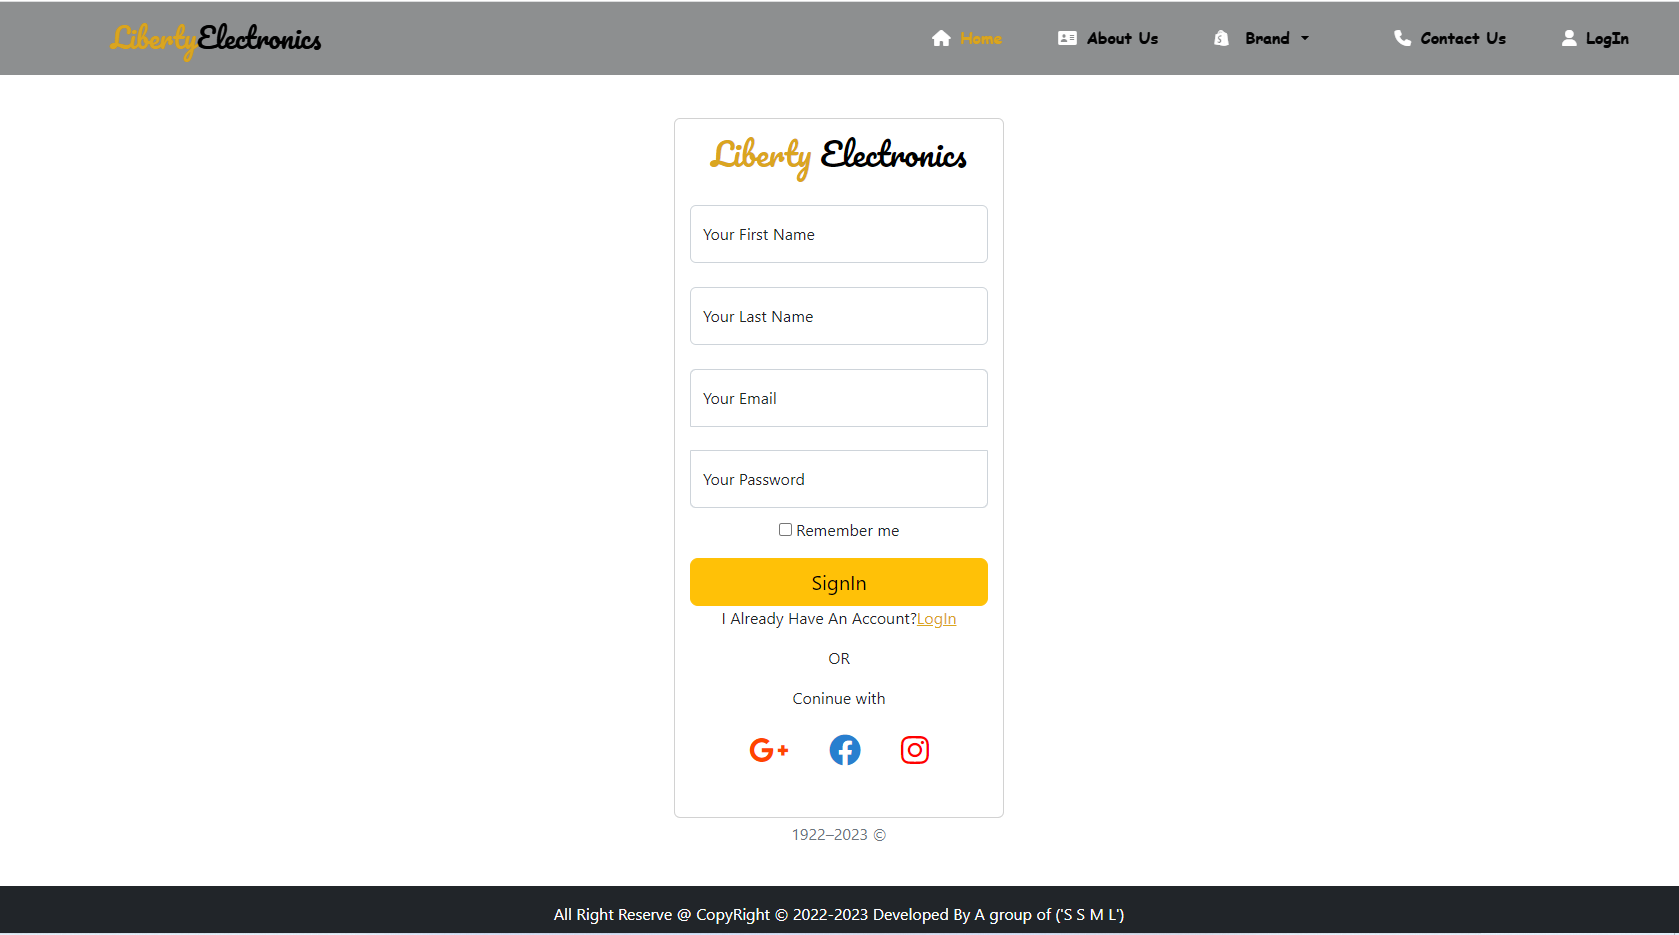 LibertyElectronics Home About Us Brand Contact Us LogIn
Liberty Electronics
Your First Name
Your Last Name
Your Email
Your Password
Remember me
SignIn
I Already Have An Account?LogIn
OR
Coninue with
G+
1922–2023 ©
All Right Reserve @ CopyRight © 2022-2023 Developed By A group of ('S S M L')